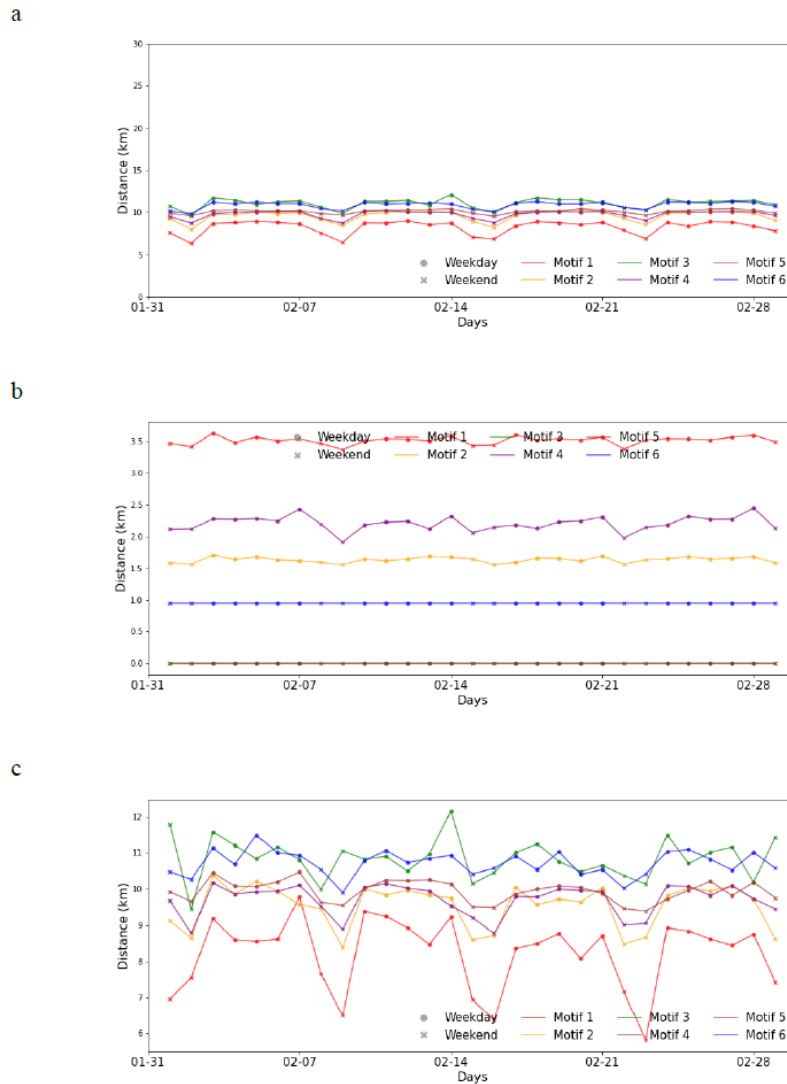 a
30
25
20
15
10
5
0
Distance (km)
Weekday Motif 1 Motif 3 Motif 5
Weekend Motif 2 Motif 4 Motif 6
01-31 02-07 02-14 02-21 02-28
Days
b
3.5
3.0
2.5
2.0
1.5
1.0
0.5
0.0
Distance (km)
Weekday Motif 1 Motif 3 Motif 5
Weekend Motif 2 Motif 4 Motif 6
01-31 02-07 02-14 02-21 02-28
Days
c
12
11
10
9
8
7
6
Distance (km)
Weekday Motif 1 Motif 3 Motif 5
Weekend Motif 2 Motif 4 Motif 6
01-31 02-07 02-14 02-21 02-28
Days